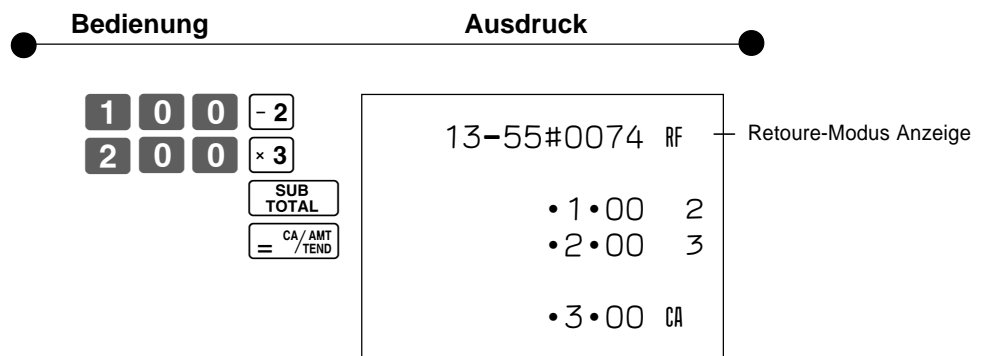 Bedienung Ausdruck
1 0 0 - 2
2 0 0 × 3
SUB TOTAL
= CA/AMT/TEND
13-55#0074 RF
Retoure-Modus Anzeige
•1•00 2
•2•00 3
•3•00 CA